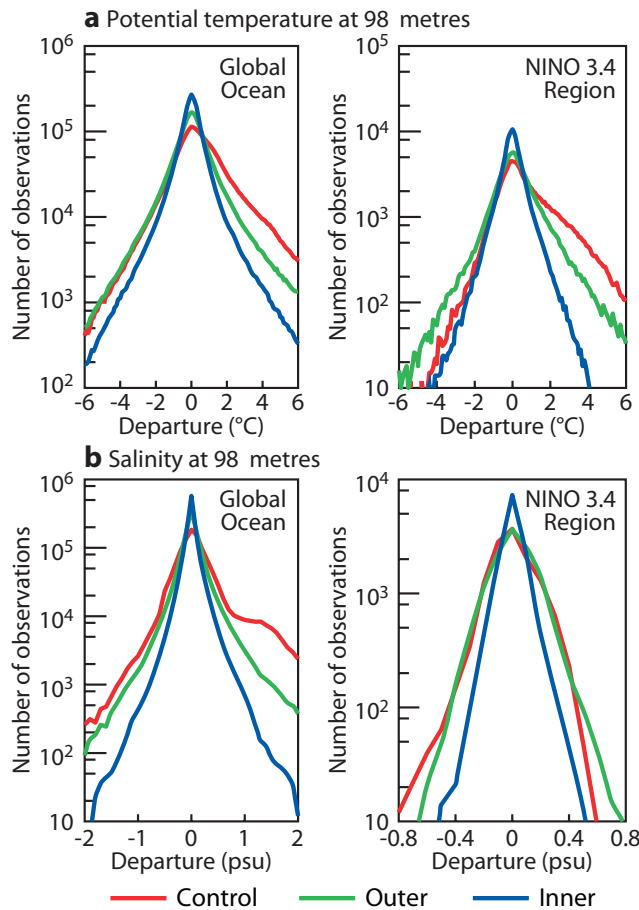 a Potential temperature at 98 metres
10⁶
10⁵
10⁴
10³
10²
Number of observations
Global
Ocean
-6 -4 -2 0 2 4 6
Departure (°C)
10⁵
10⁴
10³
10²
10
Number of observations
NINO 3.4
Region
-6 -4 -2 0 2 4 6
Departure (°C)
b Salinity at 98 metres
10⁶
10⁵
10⁴
10³
10²
10
Number of observations
Global
Ocean
-2 -1 0 1 2
Departure (psu)
10⁴
10³
10²
10
Number of observations
NINO 3.4
Region
-0.8 -0.4 0 0.4 0.8
Departure (psu)
Control Outer Inner